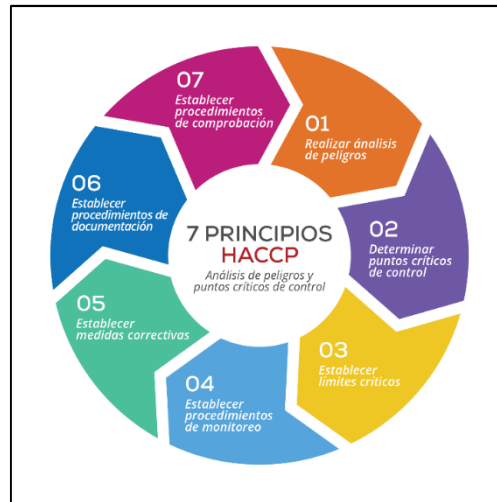 7 PRINCIPIOS
HACCP
Análisis de peligros y
puntos críticos de control
01
Realizar ánalisis
de peligros
02
Determinar
puntos críticos
de control
03
Establecer
límites críticos
04
Establecer
procedimientos
de monitoreo
05
Establecer
medidas correctivas
06
Establecer
procedimientos de
documentación
07
Establecer
procedimientos
de comprobación